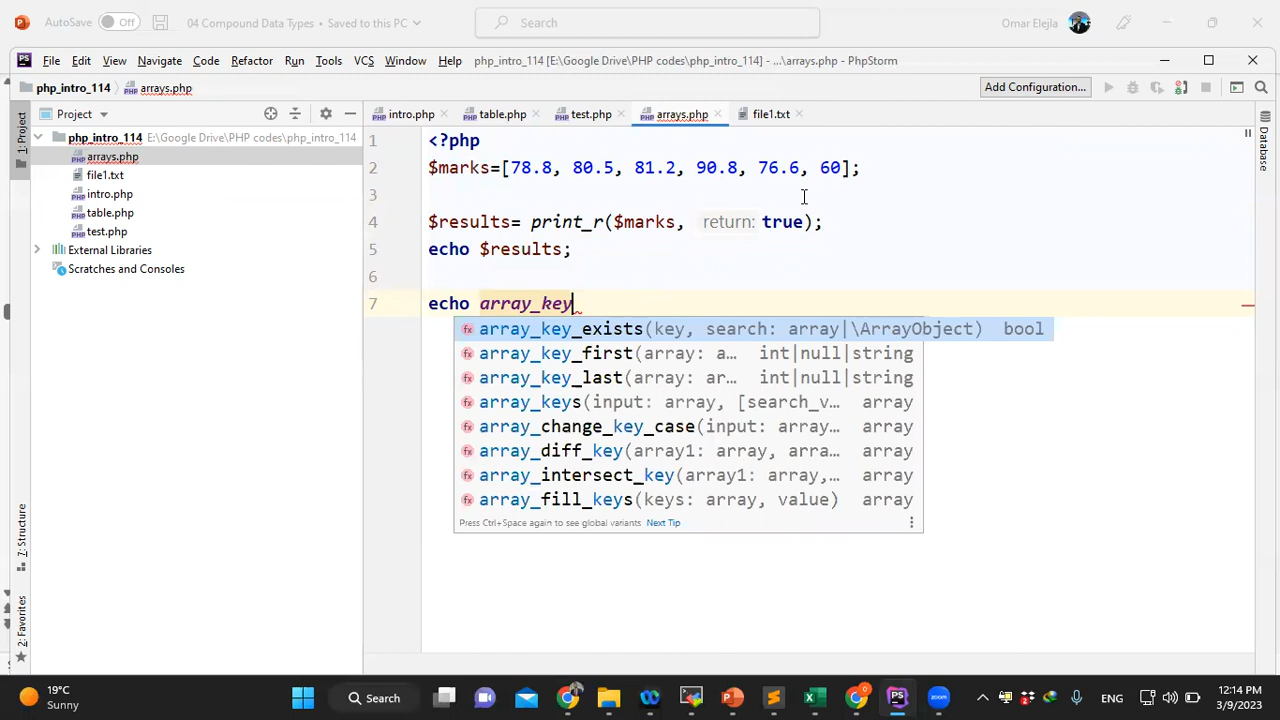 AutoSave Off 04 Compound Data Types • Saved to this PC Search Omar Elejla
PS File Edit View Navigate Code Refactor Run Tools VCS Window Help php_intro_114 [E:\Google Drive\PHP codes\php_intro_114] - ...\arrays.php - PhpStorm
php_intro_114 arrays.php Add Configuration...
Project intro.php table.php test.php arrays.php file1.txt
1: Project
php_intro_114 E:\Google Drive\PHP codes\php_intro_114
arrays.php
file1.txt
intro.php
table.php
test.php
External Libraries
Scratches and Consoles
7: Structure
2: Favorites
1 <?php
2 $marks=[78.8, 80.5, 81.2, 90.8, 76.6, 60];
3
4 $results= print_r($marks, return: true);
5 echo $results;
6
7 echo array_key
array_key_exists(key, search: array|\ArrayObject) bool
array_key_first(array: a... int|null|string
array_key_last(array: ar... int|null|string
array_keys(input: array, [search_v... array
array_change_key_case(input: array... array
array_diff_key(array1: array, arra... array
array_intersect_key(array1: array,... array
array_fill_keys(keys: array, value) array
Press Ctrl+Space again to see global variants Next Tip
Database
19°C
Sunny
Search
ENG
12:14 PM
3/9/2023